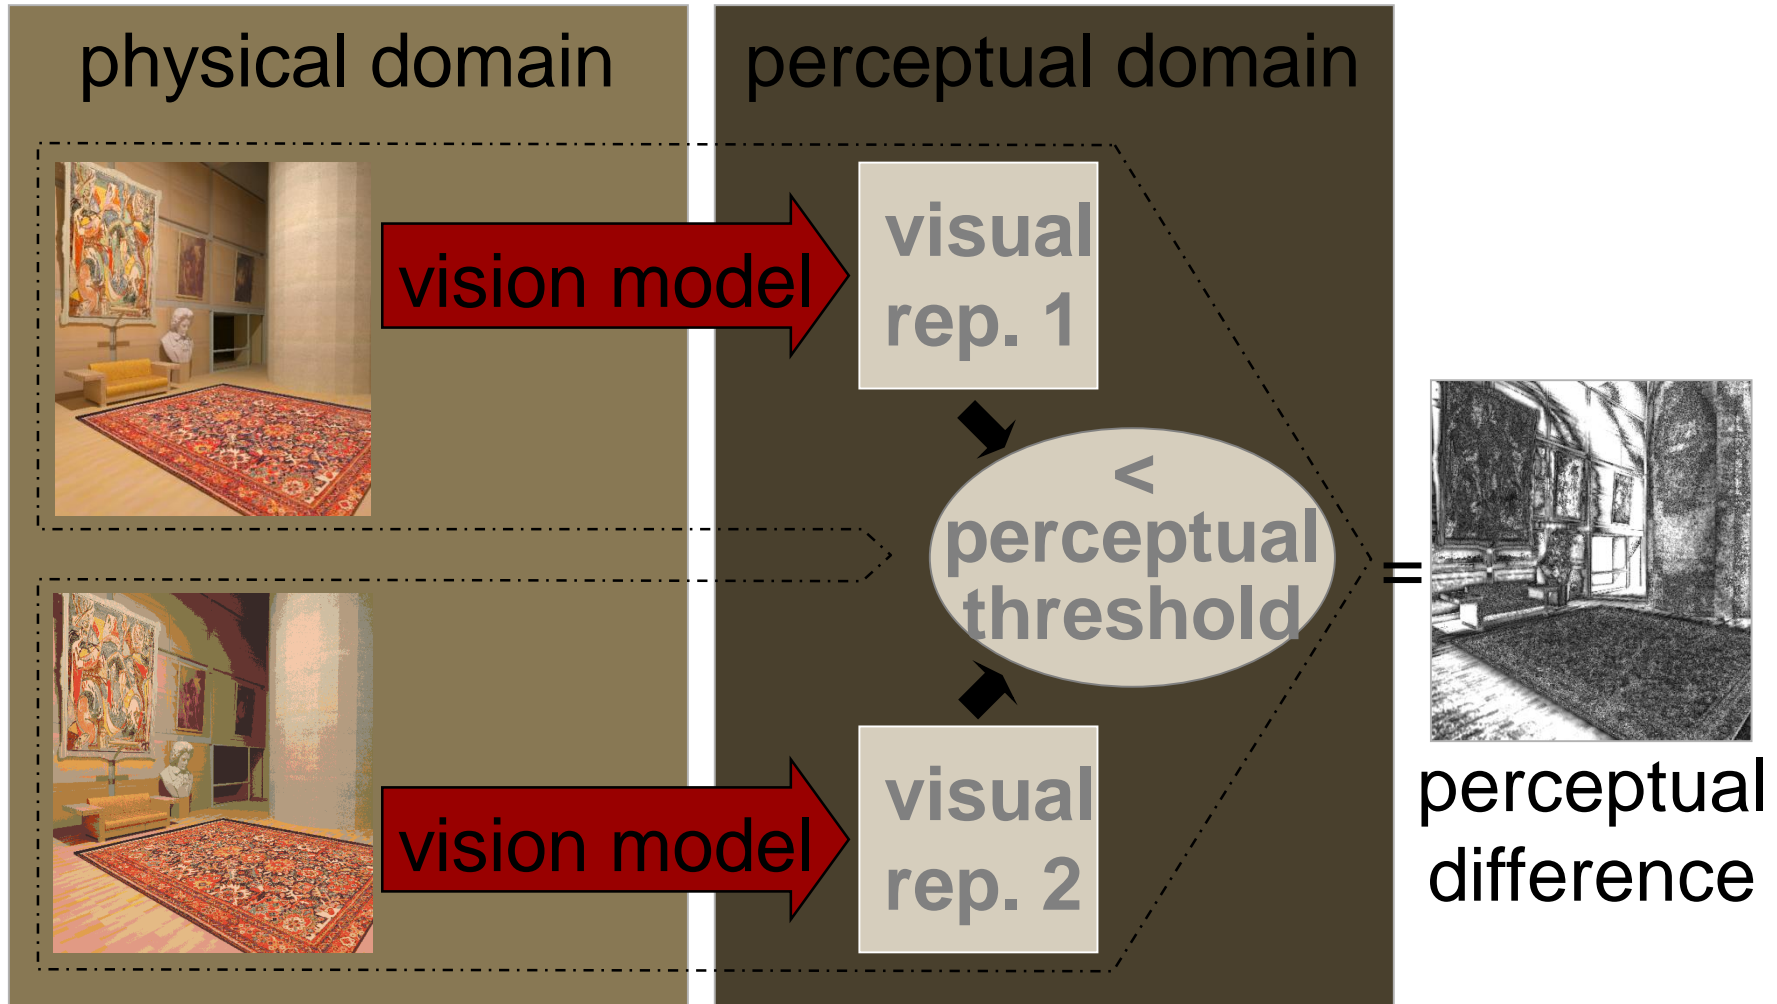 physical domain
perceptual domain
vision model
visual
rep. 1
<
perceptual
threshold
=
vision model
visual
rep. 2
perceptual
difference